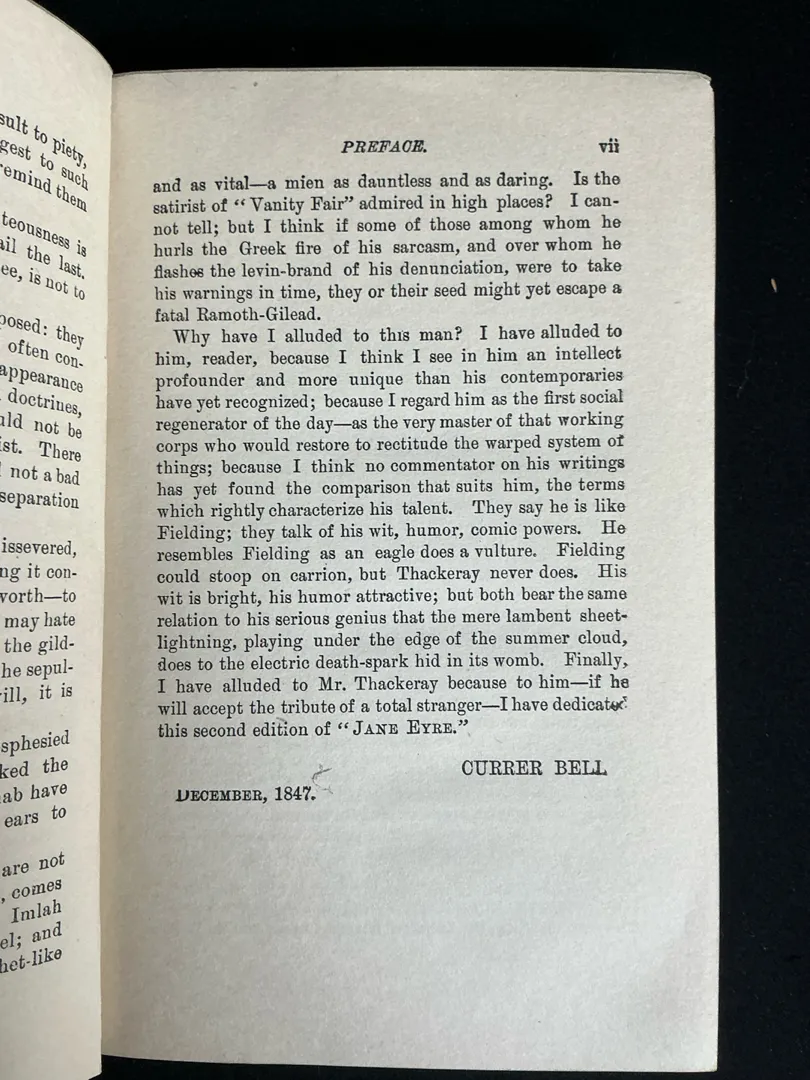 sult to piety,
gest to such
remind them
teousness is
ail the last.
ee, is not to
posed: they
often con-
appearance
doctrines,
uld not be
ist. There
not a bad
separation
issevered,
ng it con-
worth—to
may hate
the gild-
he sepul-
ill, it is
sphesied
ked the
ab have
ears to
are not
, comes
Imlah
el; and
het-like
PREFACE. vii
and as vital—a mien as dauntless and as daring. Is the
satirist of “Vanity Fair” admired in high places? I can-
not tell; but I think if some of those among whom he
hurls the Greek fire of his sarcasm, and over whom he
flashes the levin-brand of his denunciation, were to take
his warnings in time, they or their seed might yet escape a
fatal Ramoth-Gilead.
Why have I alluded to this man? I have alluded to
him, reader, because I think I see in him an intellect
profounder and more unique than his contemporaries
have yet recognized; because I regard him as the first social
regenerator of the day—as the very master of that working
corps who would restore to rectitude the warped system of
things; because I think no commentator on his writings
has yet found the comparison that suits him, the terms
which rightly characterize his talent. They say he is like
Fielding; they talk of his wit, humor, comic powers. He
resembles Fielding as an eagle does a vulture. Fielding
could stoop on carrion, but Thackeray never does. His
wit is bright, his humor attractive; but both bear the same
relation to his serious genius that the mere lambent sheet-
lightning, playing under the edge of the summer cloud,
does to the electric death-spark hid in its womb. Finally,
I have alluded to Mr. Thackeray because to him—if he
will accept the tribute of a total stranger—I have dedicated
this second edition of “JANE EYRE.”
CURRER BELL
DECEMBER, 1847.